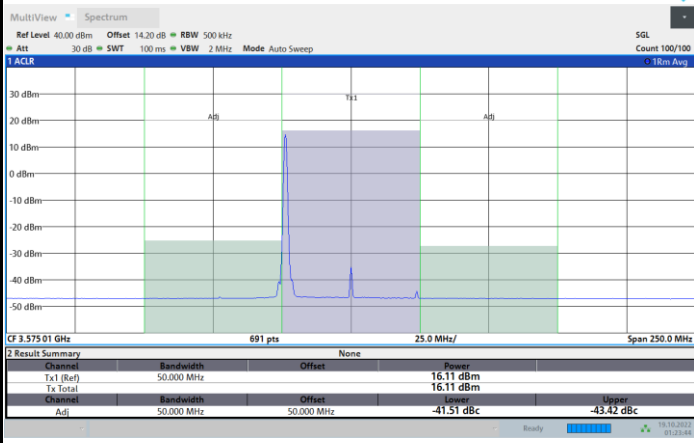 MultiView Spectrum
Ref Level 40.00 dBm Offset 14.20 dB RBW 500 kHz SGL
Att 30 dB SWT 100 ms VBW 2 MHz Mode Auto Sweep Count 100/100
1 ACLR 1Rm Avg
30 dBm
Tx1
20 dBm
Adj Adj
10 dBm
0 dBm
-10 dBm
-20 dBm
-30 dBm
-40 dBm
-50 dBm
CF 3.575 01 GHz 691 pts 25.0 MHz/ Span 250.0 MHz
2 Result Summary None
Channel Bandwidth Offset Power
Tx1 (Ref) 50.000 MHz 16.11 dBm
Tx Total 16.11 dBm
Channel Bandwidth Offset Lower Upper
Adj 50.000 MHz 50.000 MHz -41.51 dBc -43.42 dBc
Ready 19.10.2022
01:23:44